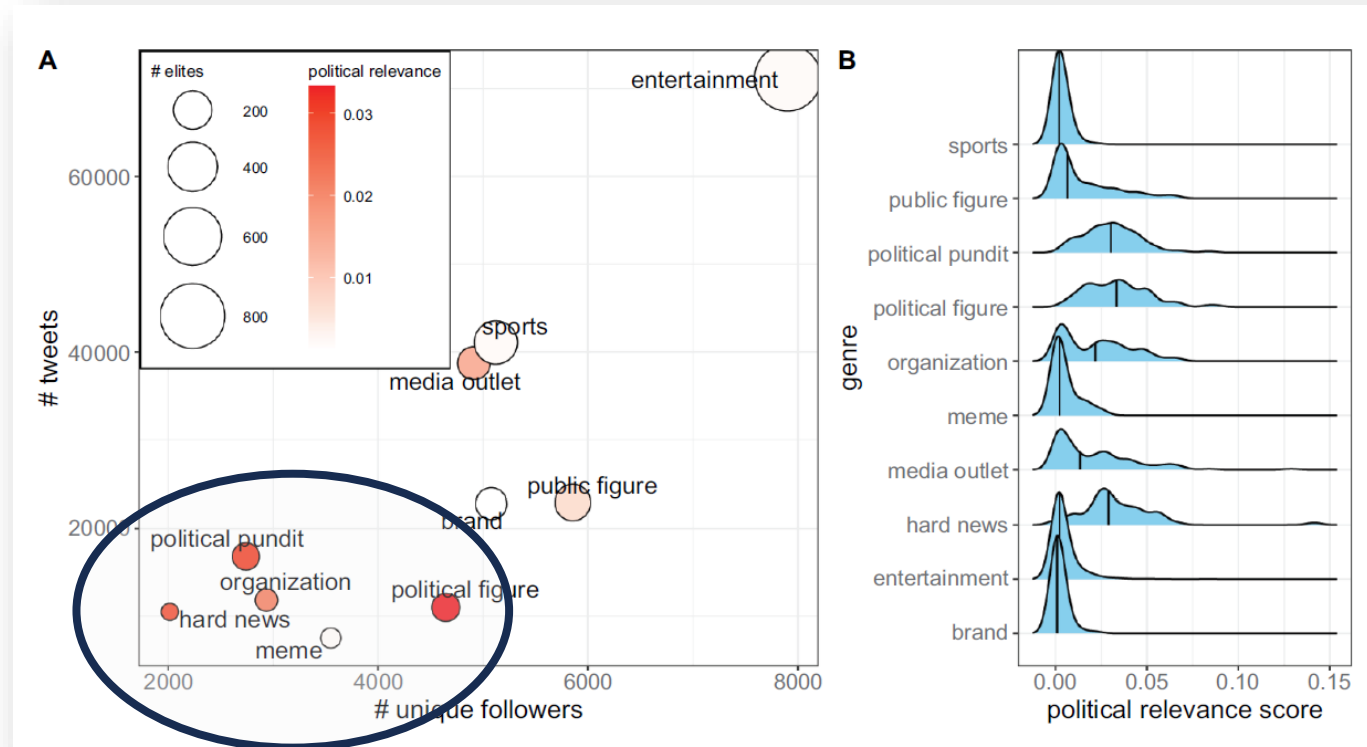 A
# elites
200
400
600
800
political relevance
0.03
0.02
0.01
entertainment
sports
media outlet
public figure
brand
political pundit
organization
political figure
hard news
meme
60000
40000
20000
# tweets
2000
4000
6000
8000
# unique followers
B
sports
public figure
political pundit
political figure
organization
meme
media outlet
hard news
entertainment
brand
genre
0.00
0.05
0.10
0.15
political relevance score